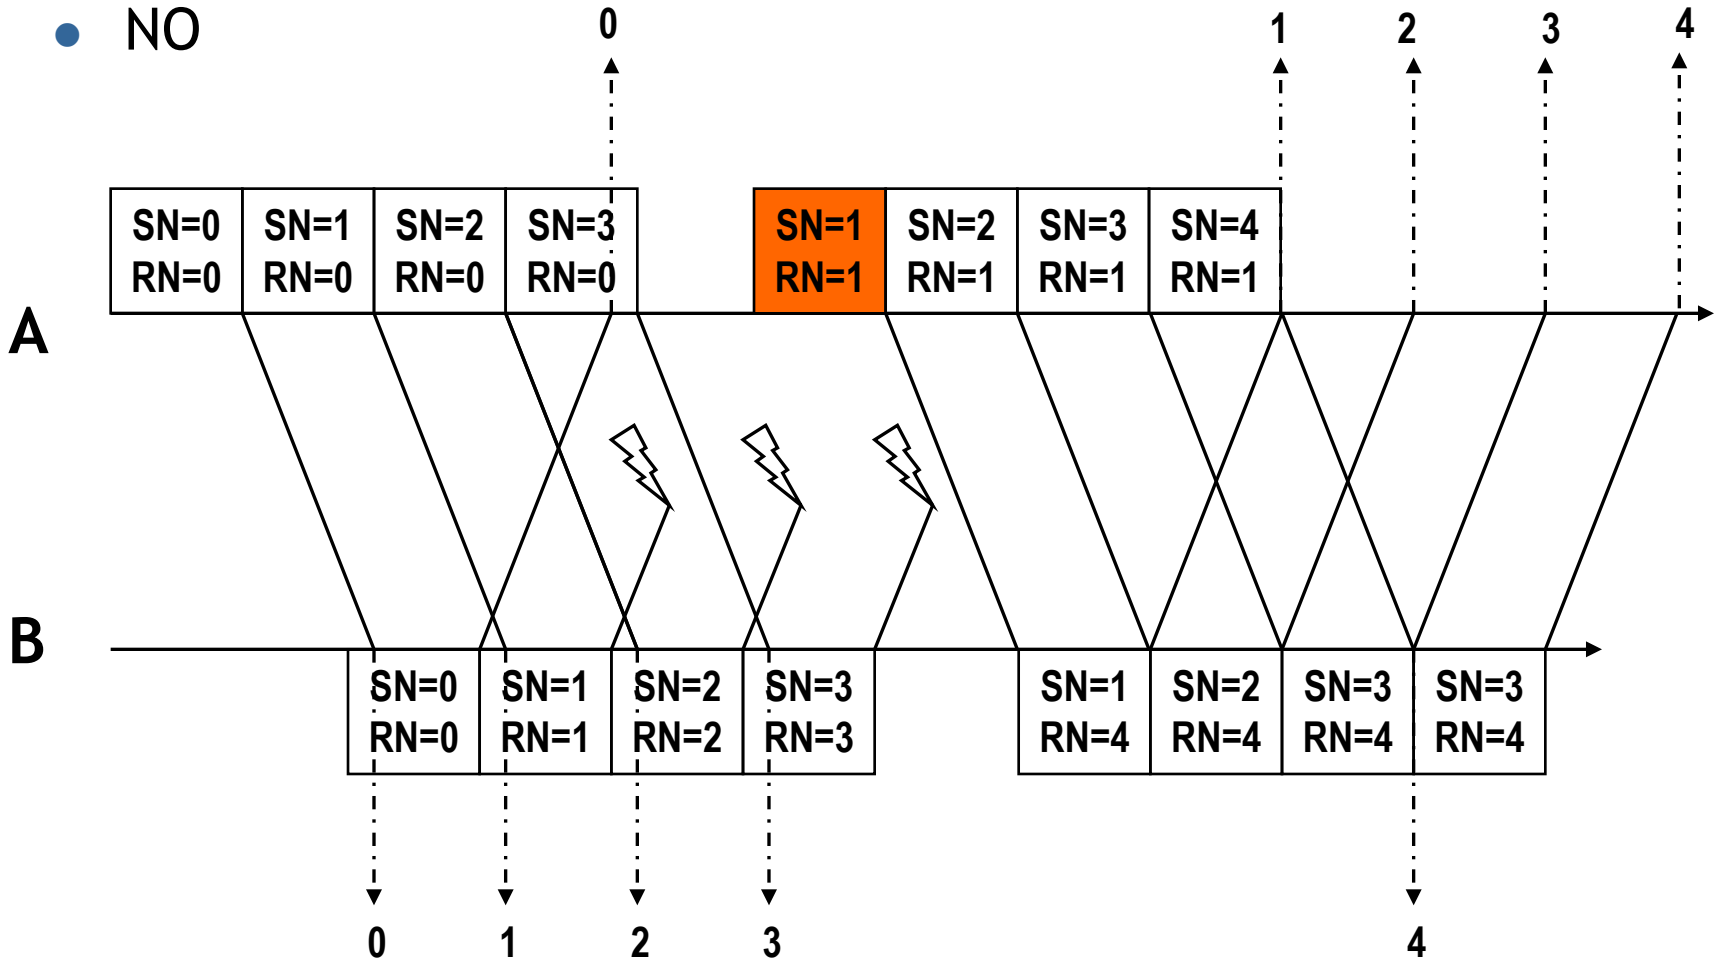 NO
0 1 2 3 4
SN=0 SN=1 SN=2 SN=3 SN=1 SN=2 SN=3 SN=4
RN=0 RN=0 RN=0 RN=0 RN=1 RN=1 RN=1 RN=1
A
B
SN=0 SN=1 SN=2 SN=3 SN=1 SN=2 SN=3 SN=3
RN=0 RN=1 RN=2 RN=3 RN=4 RN=4 RN=4 RN=4
0 1 2 3 4